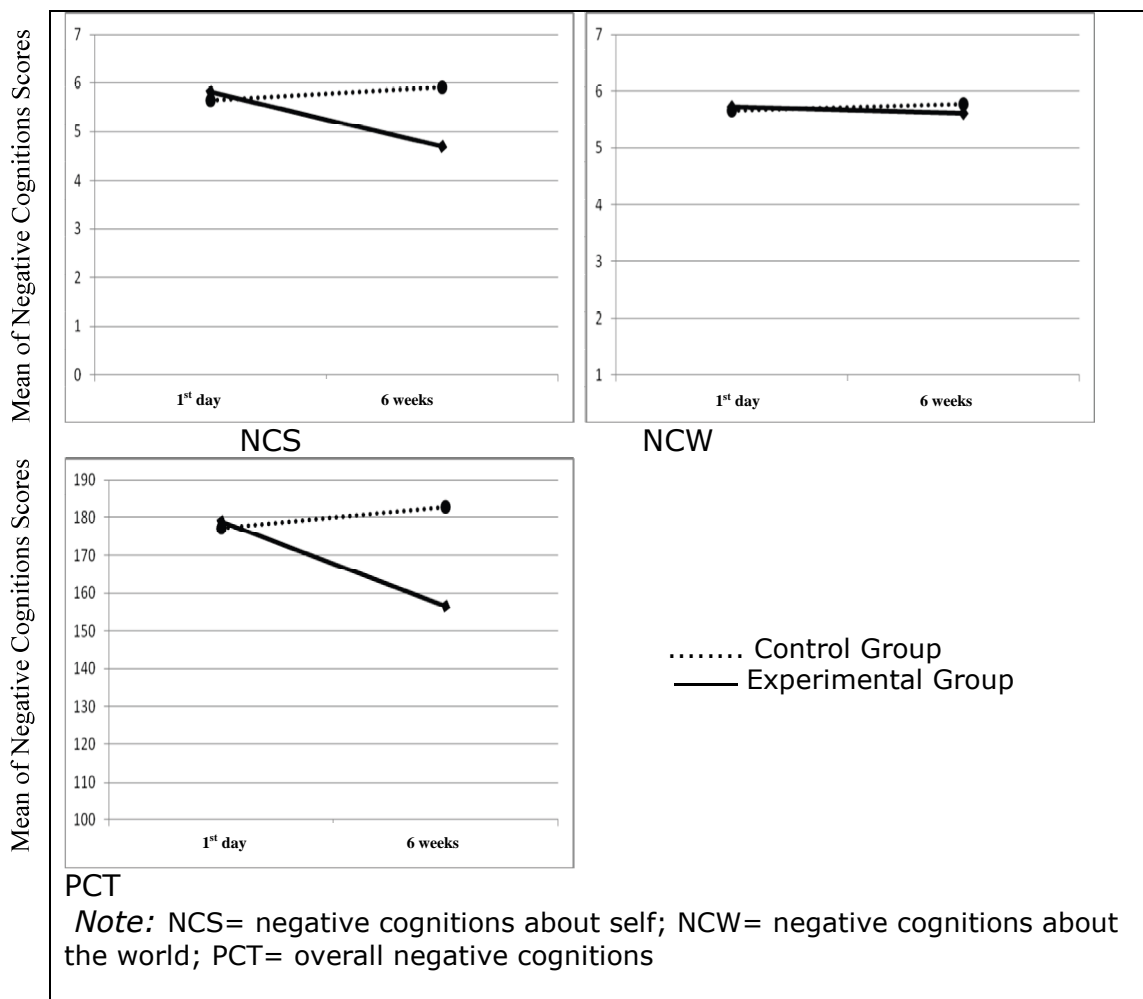 Mean of Negative Cognitions Scores
7
6
5
4
3
2
1
0
1st day 6 weeks
NCS
7
6
5
4
3
2
1
1st day 6 weeks
NCW
Mean of Negative Cognitions Scores
190
180
170
160
150
140
130
120
110
100
1st day 6 weeks
PCT
........ Control Group
Experimental Group
Note: NCS= negative cognitions about self; NCW= negative cognitions about
the world; PCT= overall negative cognitions